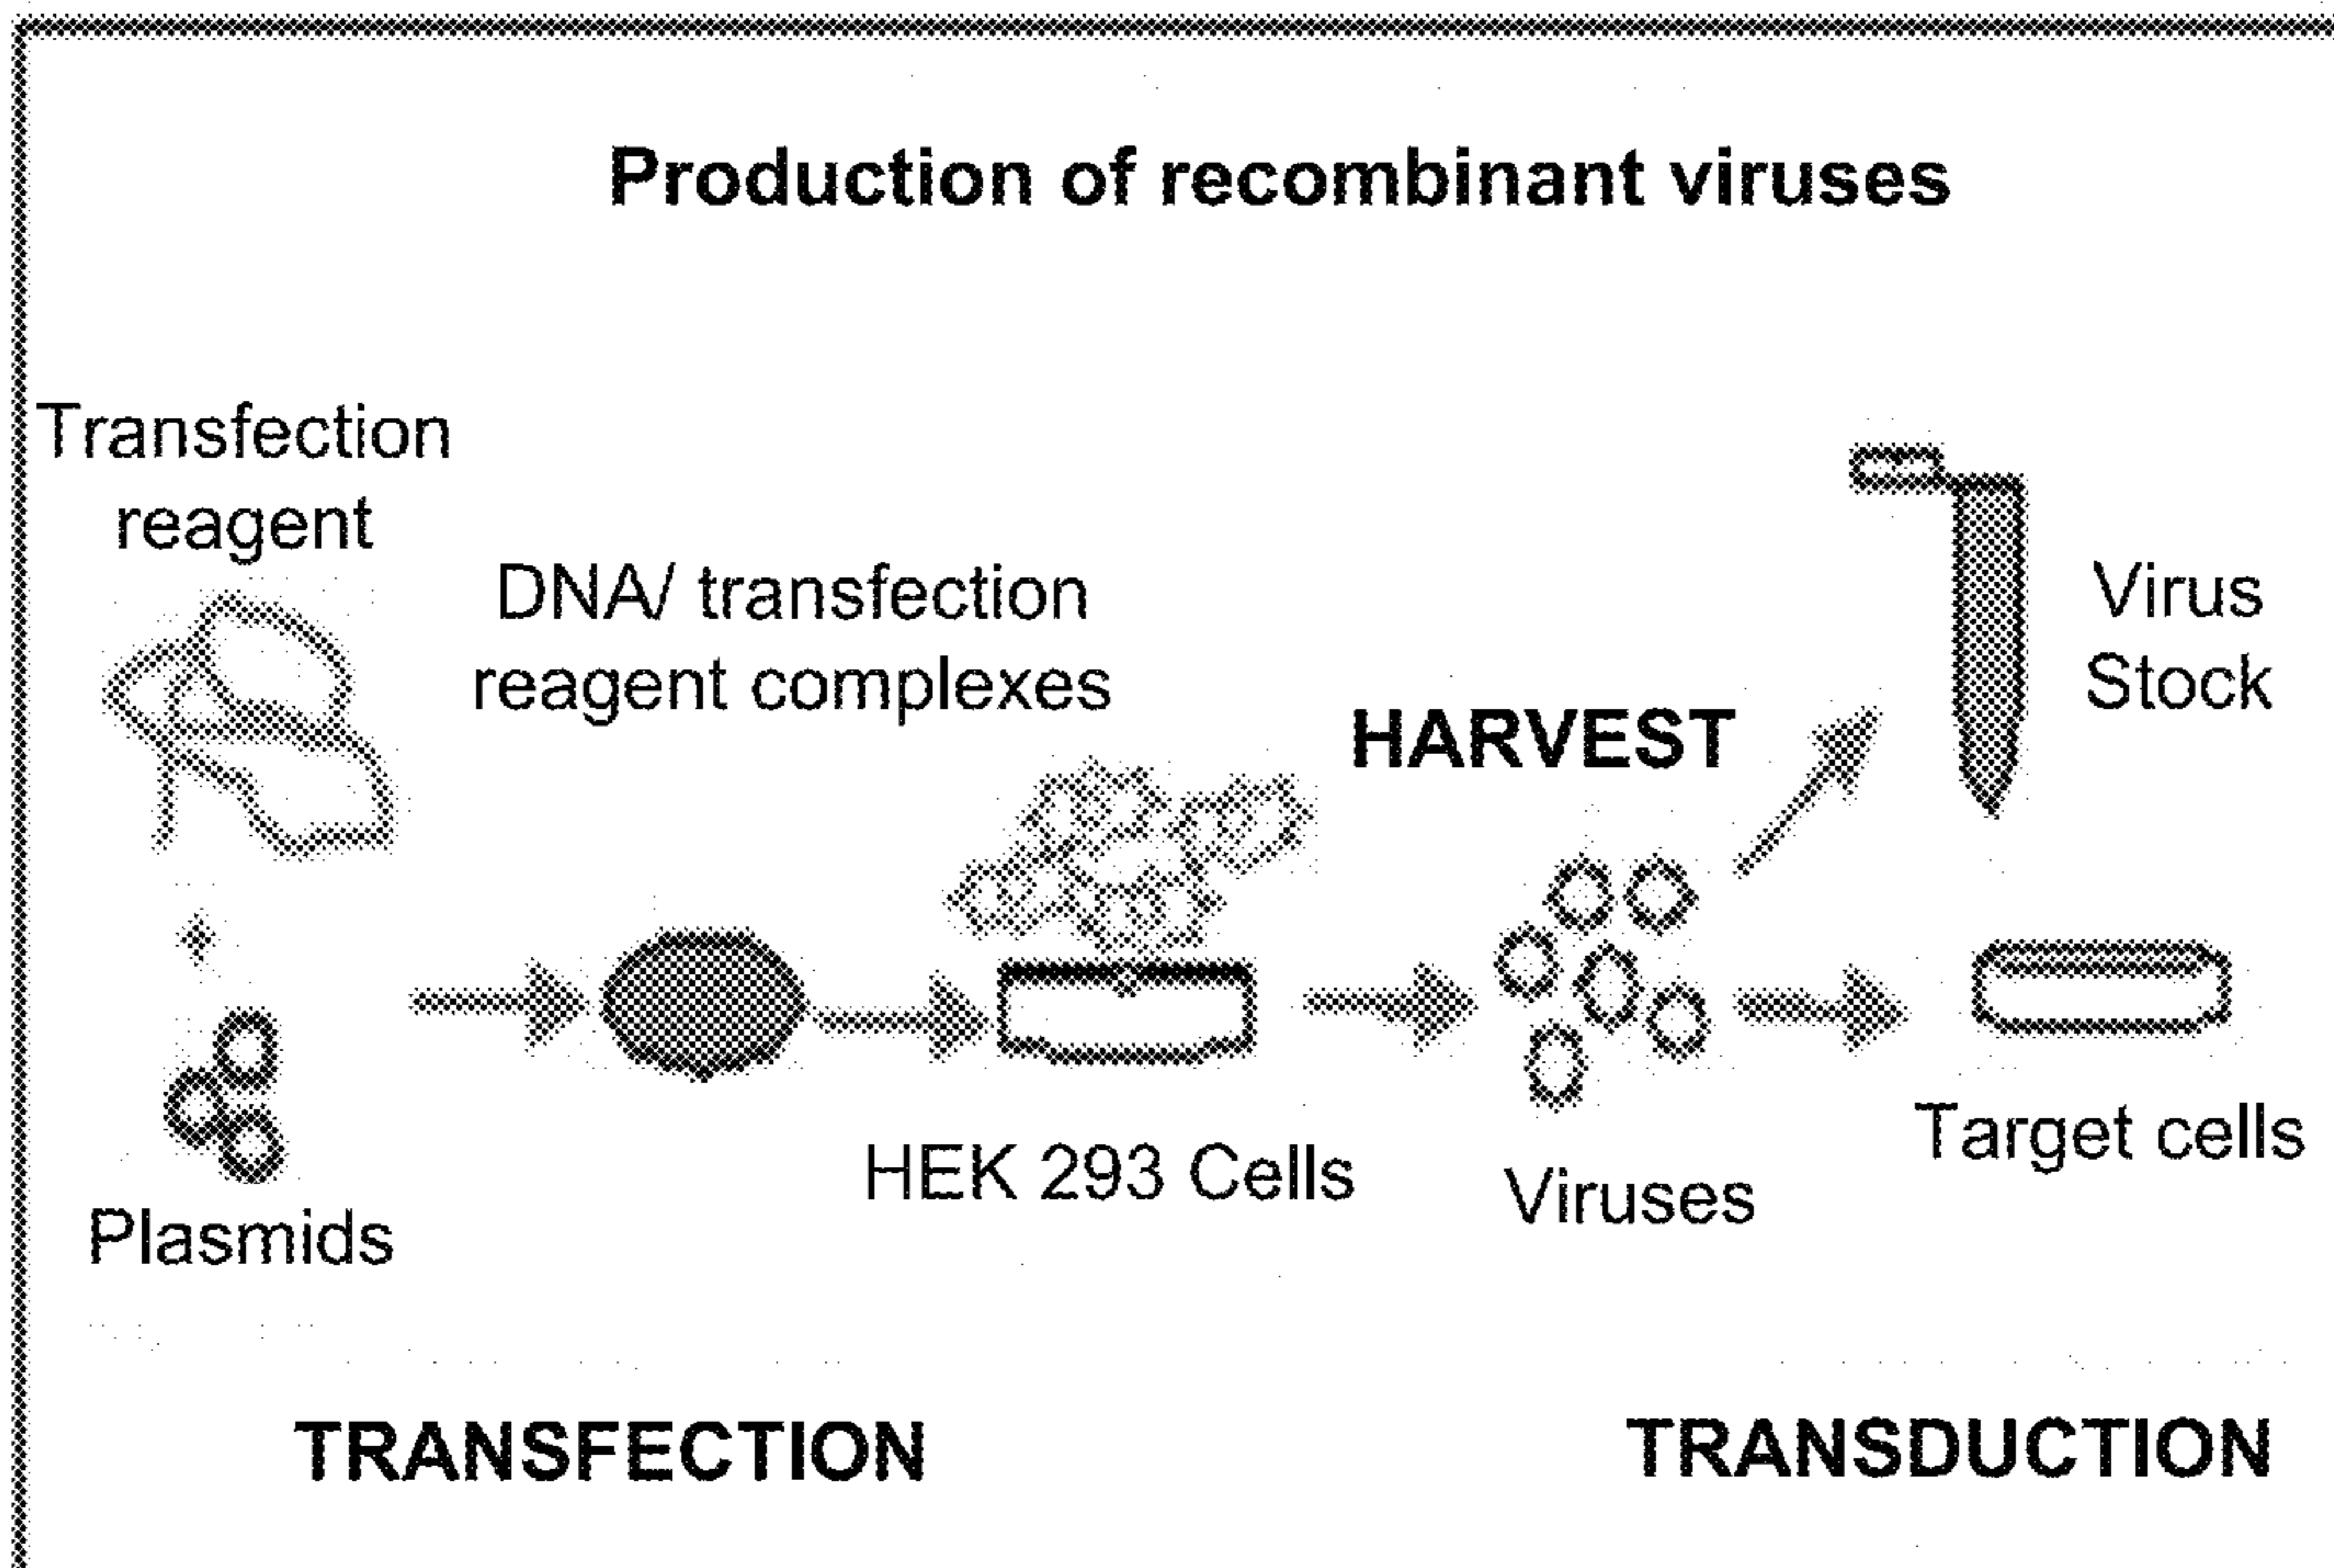 Production of recombinant viruses
Transfection
reagent
DNA/ transfection
reagent complexes
HARVEST
Virus
Stock
HEK 293 Cells
Viruses
Target cells
Plasmids
TRANSFECTION
TRANSDUCTION